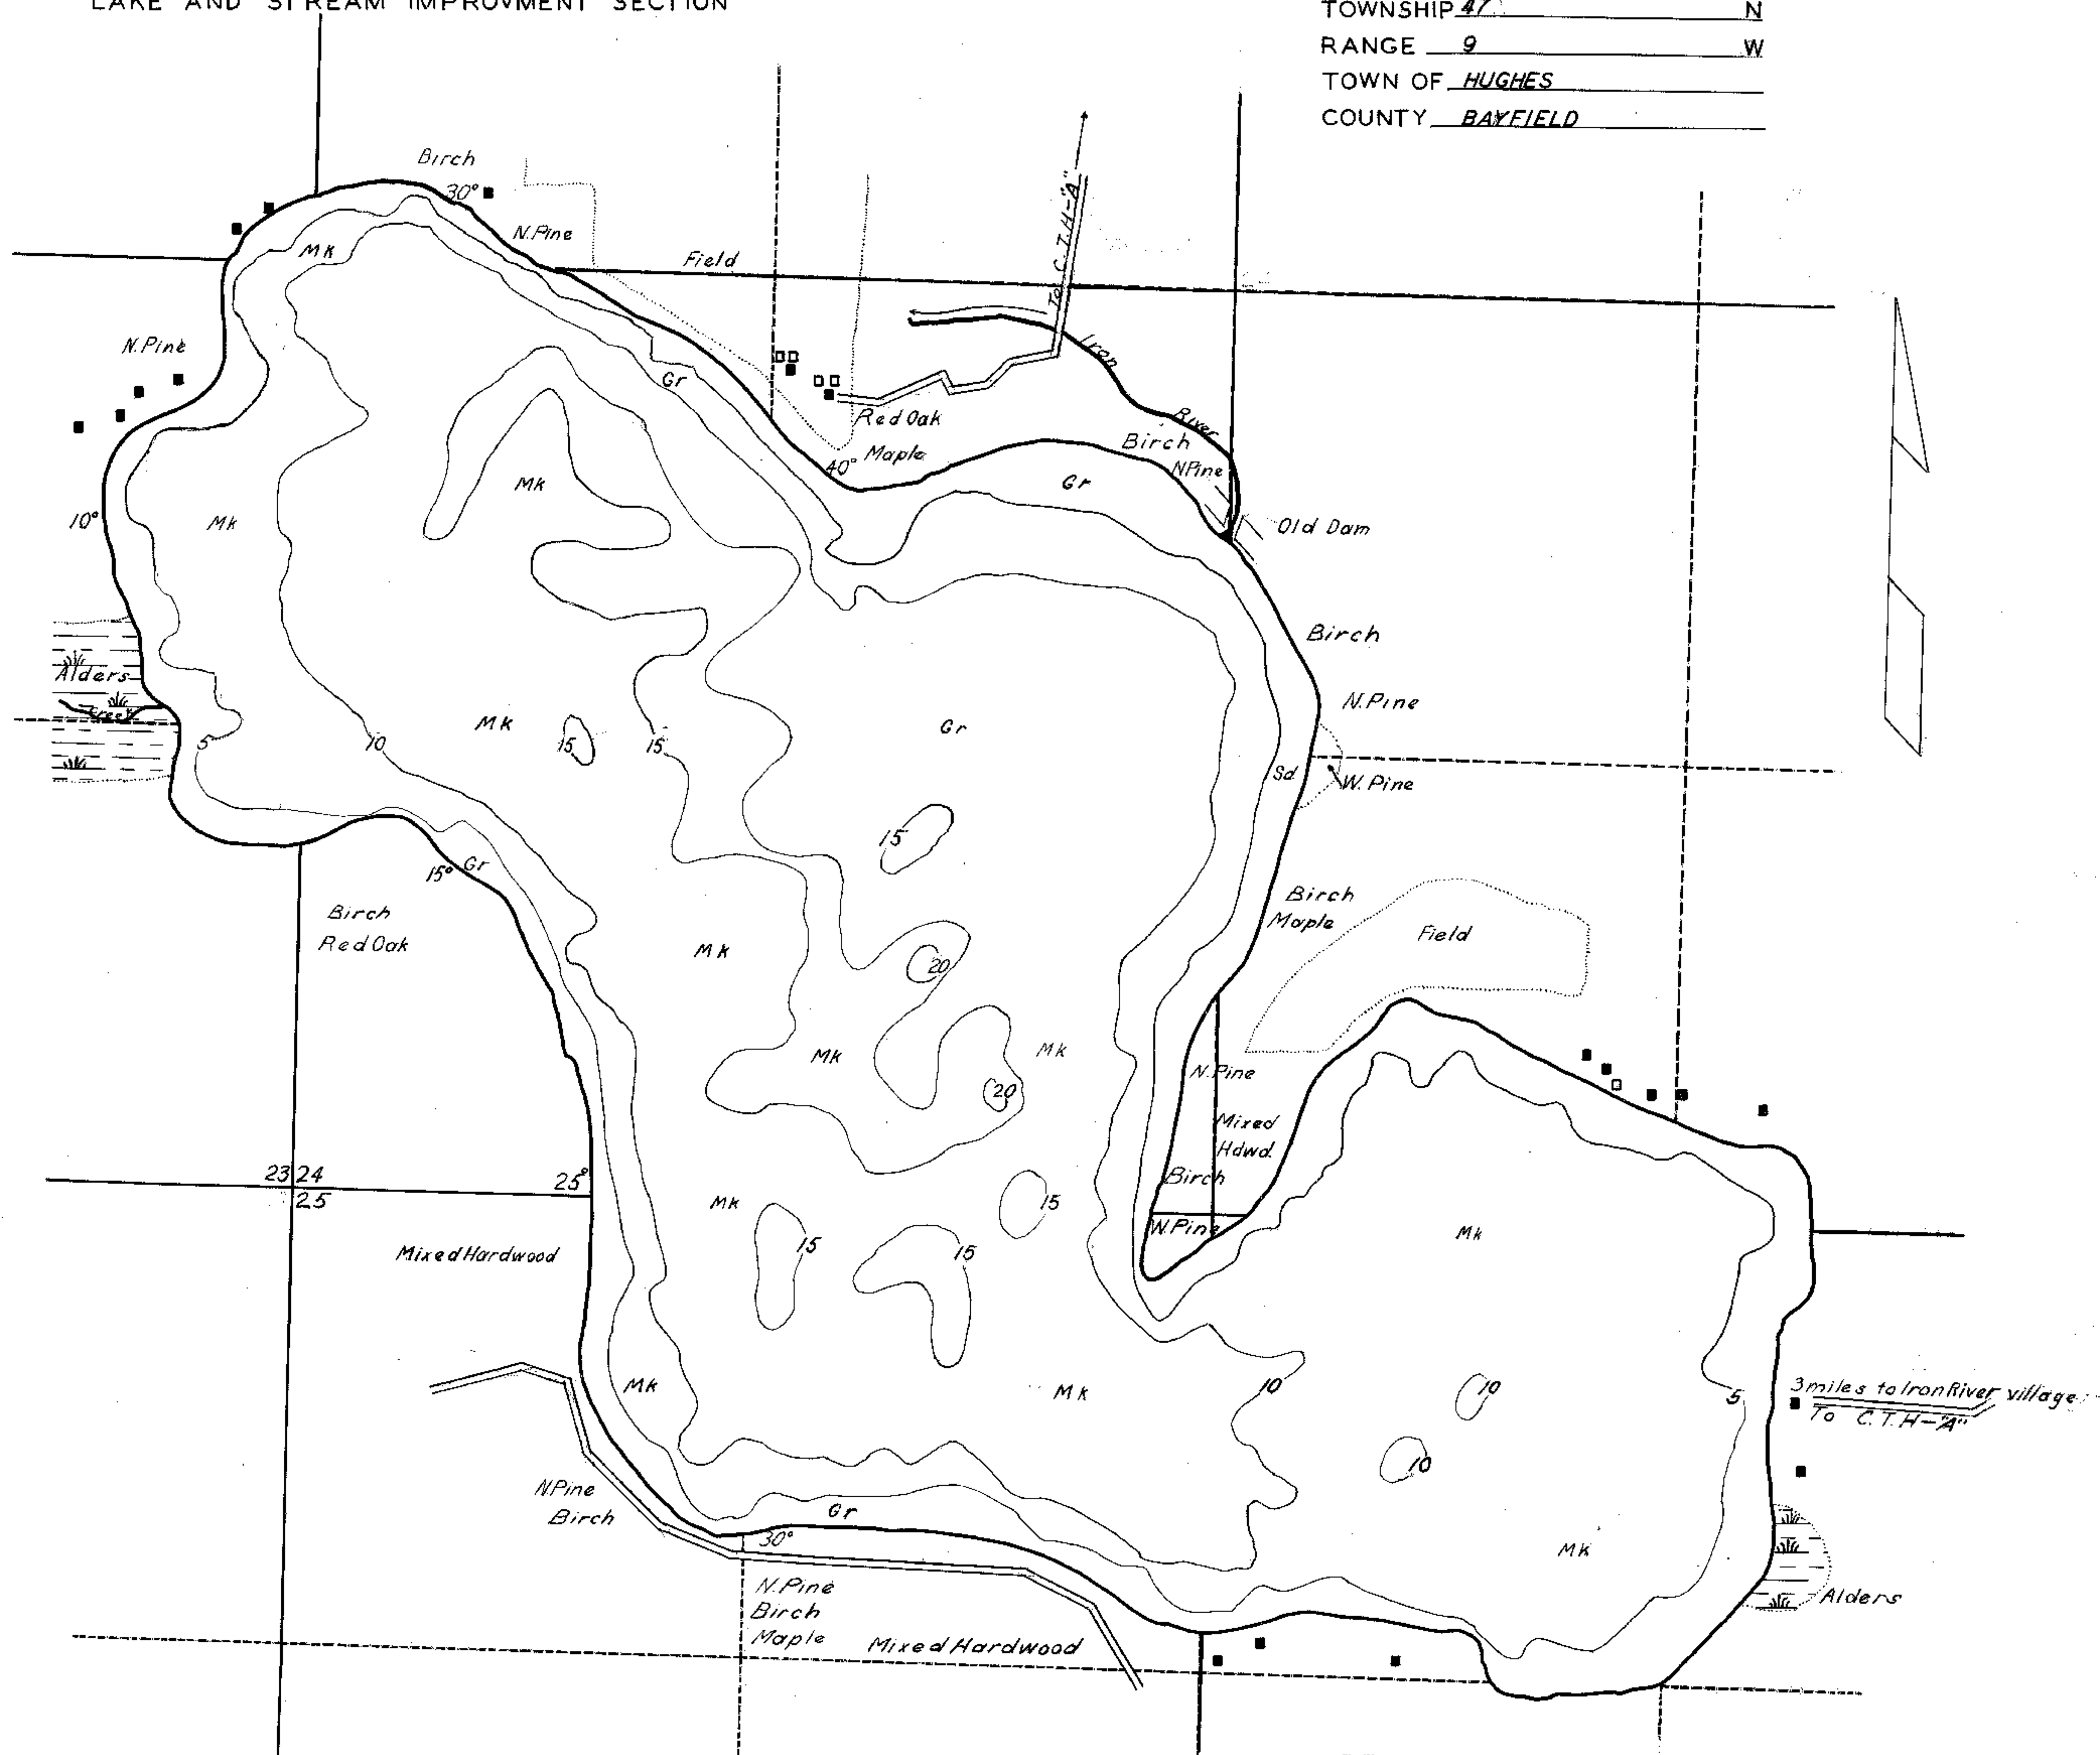 LAKE AND STREAM IMPROVMENT SECTION
TOWNSHIP 47 N
RANGE 9 W
TOWN OF HUGHES
COUNTY BAYFIELD
Birch
30°
N.Pine
Mk
Field
To C.T.H-"A"
N.Pine
Iron
River
Gr
Red Oak
Maple
40°
Birch
N Pine
Gr
Old Dam
10°
Mk
Mk
Birch
Alders
Creek
N.Pine
5
10
Mk
15
15
Gr
Sd.
W. Pine
15
15°
Gr
Birch
Maple
Field
Birch
Red Oak
Mk
20
Mk
Mk
20
N.Pine
Mixed
Hdwd.
Birch
W.Pine
23 24
25
25°
Mk
15
Mk
Mixed Hardwood
15
15
Mk
Mk
10
10
5
3 miles to Iron River village
To C.T.H-"A"
10
N.Pine
Birch
Gr
30°
Mk
Alders
N.Pine
Birch
Maple
Mixed Hardwood